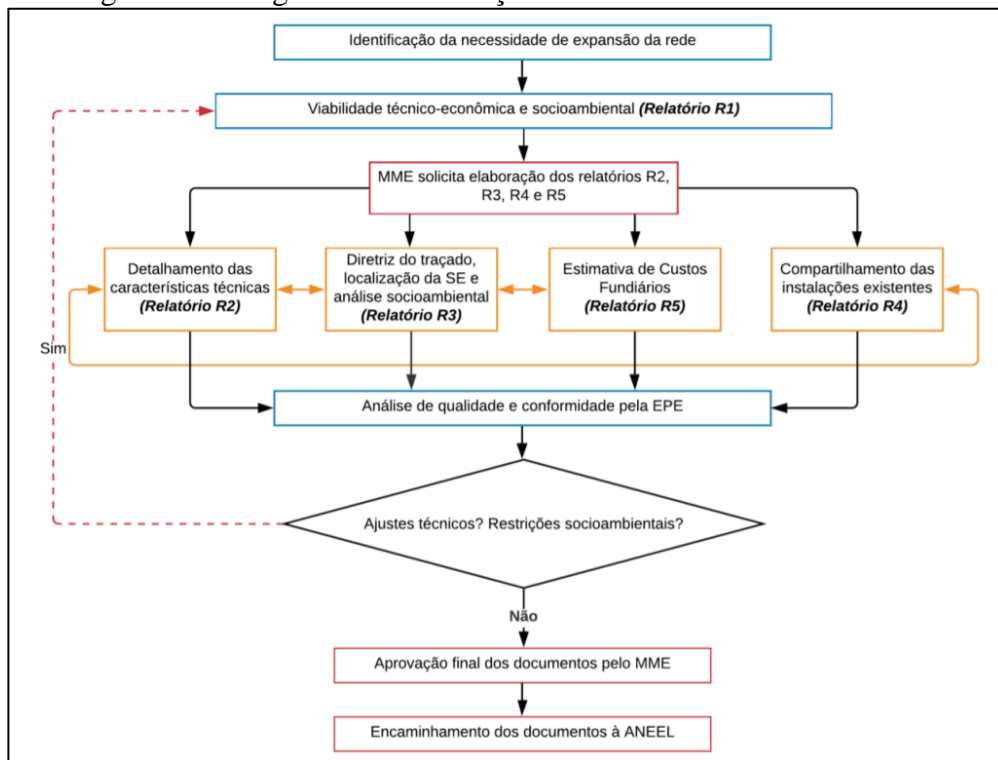 Identificação da necessidade de expansão da rede
Viabilidade técnico-econômica e socioambiental (Relatório R1)
MME solicita elaboração dos relatórios R2,
R3, R4 e R5
Detalhamento das
características técnicas
(Relatório R2)
Diretriz do traçado,
localização da SE e
análise socioambiental
(Relatório R3)
Estimativa de Custos
Fundiários
(Relatório R5)
Compartilhamento das
instalações existentes
(Relatório R4)
Sim
Análise de qualidade e conformidade pela EPE
Ajustes técnicos? Restrições socioambientais?
Não
Aprovação final dos documentos pelo MME
Encaminhamento dos documentos à ANEEL